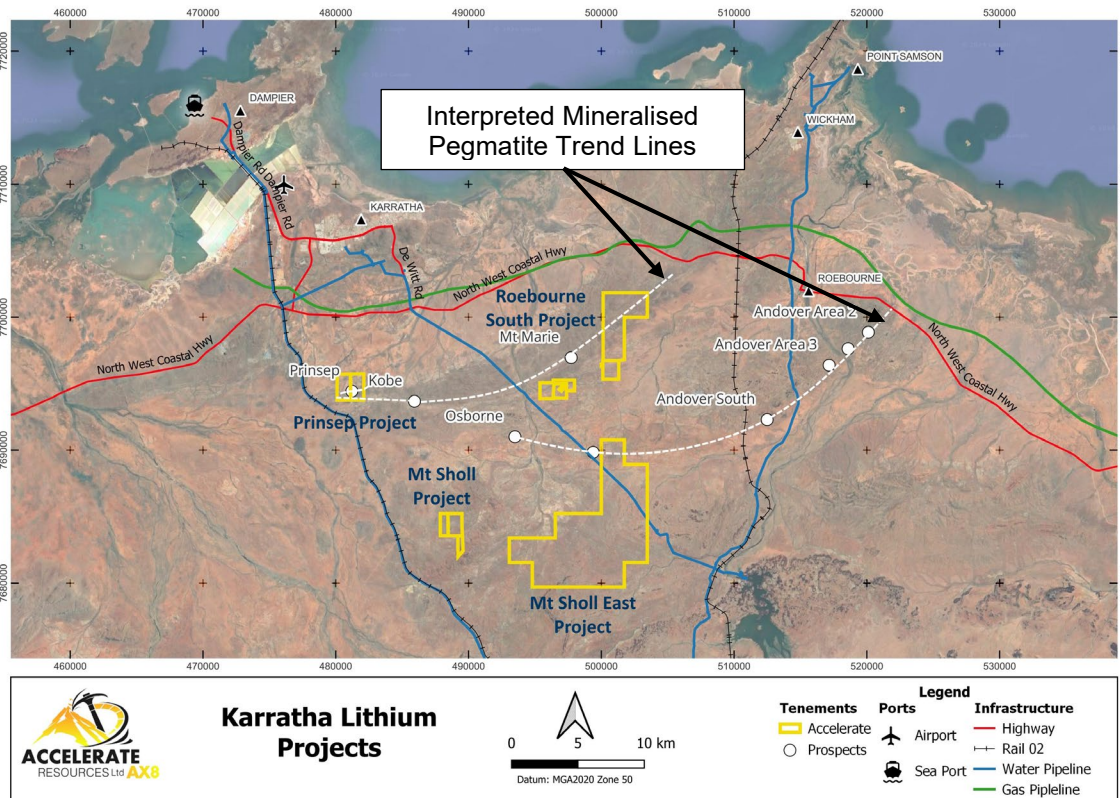 460000
470000
480000
490000
500000
510000
520000
530000
7720000
7710000
7700000
7690000
7680000
POINT SAMSON
DAMPIER
WICKHAM
Interpreted Mineralised
Pegmatite Trend Lines
Dampier Rd
Dampier Rd
KARRATHA
De Witt Rd
North West Coastal Hwy
ROEBOURNE
Roebourne
South Project
Andover Area 2
Mt Marie
Andover Area 3
North West Coastal Hwy
North West Coastal Hwy
Prinsep
Kobe
Andover South
Prinsep Project
Osborne
Mt Sholl
Project
Mt Sholl East
Project
460000
470000
480000
490000
500000
510000
520000
530000
ACCELERATE
RESOURCES Ltd AX8
Karratha Lithium
Projects
0 5 10 km
Datum: MGA2020 Zone 50
Legend
Tenements
Accelerate
Prospects
Ports
Airport
Sea Port
Infrastructure
Highway
Rail 02
Water Pipeline
Gas Pipleline